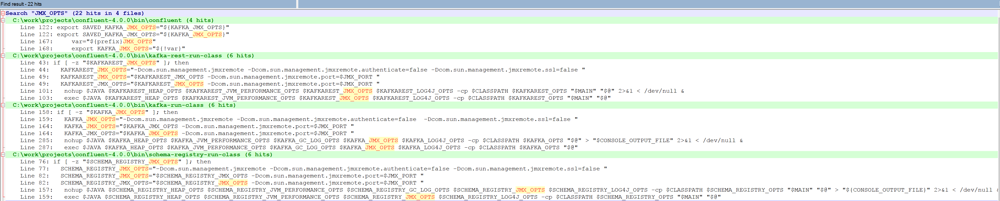 Find result - 22 hits
Search "JMX_OPTS" (22 hits in 4 files)
C:\work\projects\confluent-4.0.0\bin\confluent (4 hits)
Line 122: export SAVED_KAFKA_JMX_OPTS="${KAFKA_JMX_OPTS}"
Line 122: export SAVED_KAFKA_JMX_OPTS="${KAFKA_JMX_OPTS}"
Line 167:     var="${prefix}JMX_OPTS"
Line 168:     export KAFKA_JMX_OPTS="${!var}"
C:\work\projects\confluent-4.0.0\bin\kafka-rest-run-class (6 hits)
Line 43: if [ -z "$KAFKAREST_JMX_OPTS" ]; then
Line 44:   KAFKAREST_JMX_OPTS="-Dcom.sun.management.jmxremote -Dcom.sun.management.jmxremote.authenticate=false -Dcom.sun.management.jmxremote.ssl=false "
Line 49:   KAFKAREST_JMX_OPTS="$KAFKAREST_JMX_OPTS -Dcom.sun.management.jmxremote.port=$JMX_PORT "
Line 49:   KAFKAREST_JMX_OPTS="$KAFKAREST_JMX_OPTS -Dcom.sun.management.jmxremote.port=$JMX_PORT "
Line 101:   nohup $JAVA $KAFKAREST_HEAP_OPTS $KAFKAREST_JVM_PERFORMANCE_OPTS $KAFKAREST_JMX_OPTS $KAFKAREST_LOG4J_OPTS -cp $CLASSPATH $KAFKAREST_OPTS "$MAIN" "$@" 2>&1 < /dev/null &
Line 103:   exec $JAVA $KAFKAREST_HEAP_OPTS $KAFKAREST_JVM_PERFORMANCE_OPTS $KAFKAREST_JMX_OPTS $KAFKAREST_LOG4J_OPTS -cp $CLASSPATH $KAFKAREST_OPTS "$MAIN" "$@"
C:\work\projects\confluent-4.0.0\bin\kafka-run-class (6 hits)
Line 158: if [ -z "$KAFKA_JMX_OPTS" ]; then
Line 159:   KAFKA_JMX_OPTS="-Dcom.sun.management.jmxremote -Dcom.sun.management.jmxremote.authenticate=false  -Dcom.sun.management.jmxremote.ssl=false "
Line 164:   KAFKA_JMX_OPTS="$KAFKA_JMX_OPTS -Dcom.sun.management.jmxremote.port=$JMX_PORT "
Line 164:   KAFKA_JMX_OPTS="$KAFKA_JMX_OPTS -Dcom.sun.management.jmxremote.port=$JMX_PORT "
Line 285:   nohup $JAVA $KAFKA_HEAP_OPTS $KAFKA_JVM_PERFORMANCE_OPTS $KAFKA_GC_LOG_OPTS $KAFKA_JMX_OPTS $KAFKA_LOG4J_OPTS -cp $CLASSPATH $KAFKA_OPTS "$@" > "$CONSOLE_OUTPUT_FILE" 2>&1 < /dev/null &
Line 287:   exec $JAVA $KAFKA_HEAP_OPTS $KAFKA_JVM_PERFORMANCE_OPTS $KAFKA_GC_LOG_OPTS $KAFKA_JMX_OPTS $KAFKA_LOG4J_OPTS -cp $CLASSPATH $KAFKA_OPTS "$@"
C:\work\projects\confluent-4.0.0\bin\schema-registry-run-class (6 hits)
Line 76: if [ -z "$SCHEMA_REGISTRY_JMX_OPTS" ]; then
Line 77:   SCHEMA_REGISTRY_JMX_OPTS="-Dcom.sun.management.jmxremote -Dcom.sun.management.jmxremote.authenticate=false -Dcom.sun.management.jmxremote.ssl=false "
Line 82:   SCHEMA_REGISTRY_JMX_OPTS="$SCHEMA_REGISTRY_JMX_OPTS -Dcom.sun.management.jmxremote.port=$JMX_PORT "
Line 82:   SCHEMA_REGISTRY_JMX_OPTS="$SCHEMA_REGISTRY_JMX_OPTS -Dcom.sun.management.jmxremote.port=$JMX_PORT "
Line 157:   nohup $JAVA $SCHEMA_REGISTRY_HEAP_OPTS $SCHEMA_REGISTRY_JVM_PERFORMANCE_OPTS $SCHEMA_REGISTRY_GC_LOG_OPTS $SCHEMA_REGISTRY_JMX_OPTS $SCHEMA_REGISTRY_LOG4J_OPTS -cp $CLASSPATH $SCHEMA_REGISTRY_OPTS "$MAIN" "$@" > "${CONSOLE_OUTPUT_FILE}" 2>&1 < /dev/null &
Line 159:   exec $JAVA $SCHEMA_REGISTRY_HEAP_OPTS $SCHEMA_REGISTRY_JVM_PERFORMANCE_OPTS $SCHEMA_REGISTRY_JMX_OPTS $SCHEMA_REGISTRY_LOG4J_OPTS -cp $CLASSPATH $SCHEMA_REGISTRY_OPTS "$MAIN" "$@"